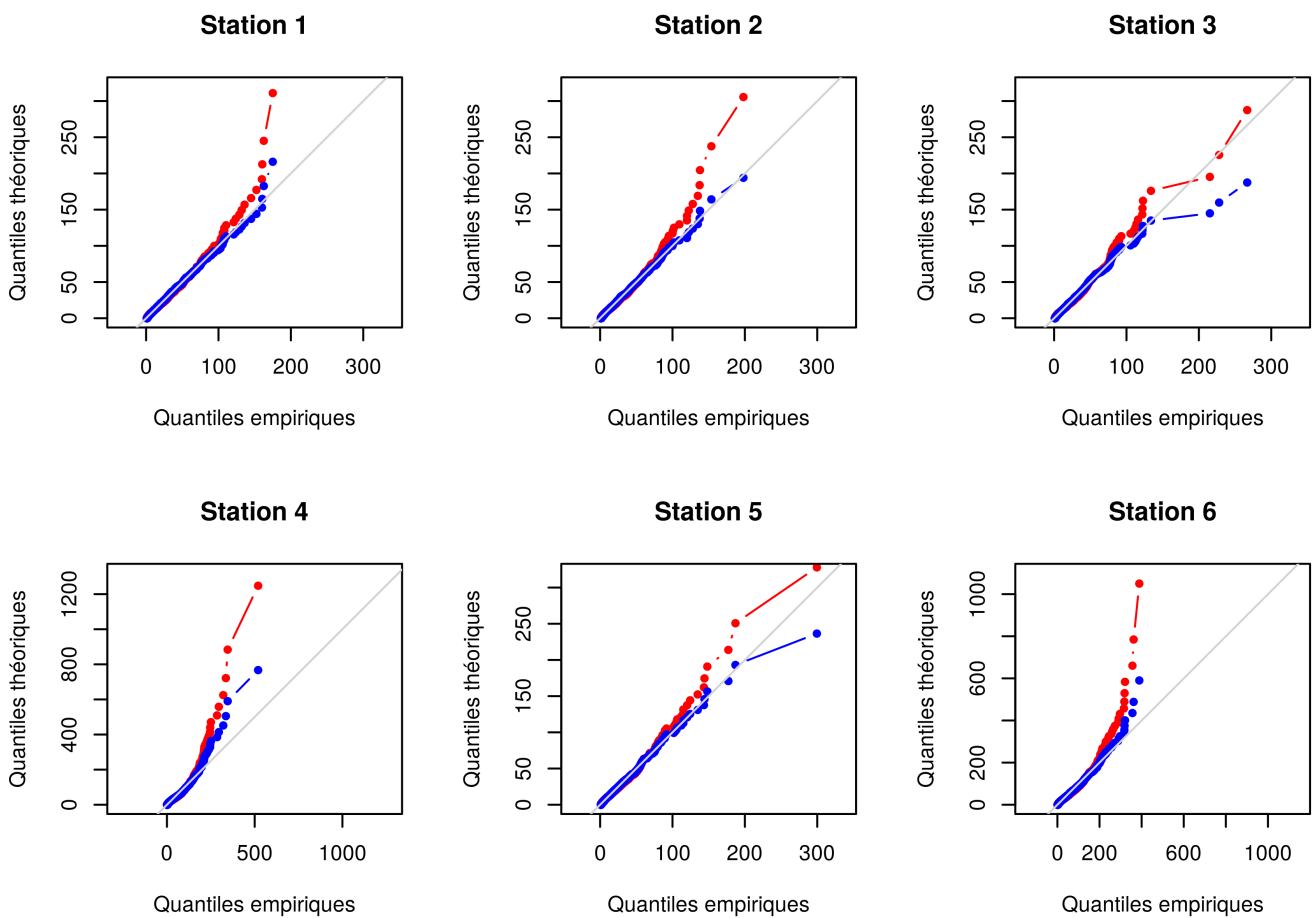 Station 1
Quantiles théoriques
0 50 150 250
0 100 200 300
Quantiles empiriques
Station 2
Quantiles théoriques
0 50 150 250
0 100 200 300
Quantiles empiriques
Station 3
Quantiles théoriques
0 50 150 250
0 100 200 300
Quantiles empiriques
Station 4
Quantiles théoriques
0 400 800 1200
0 500 1000
Quantiles empiriques
Station 5
Quantiles théoriques
0 50 150 250
0 100 200 300
Quantiles empiriques
Station 6
Quantiles théoriques
0 200 600 1000
0 200 600 1000
Quantiles empiriques